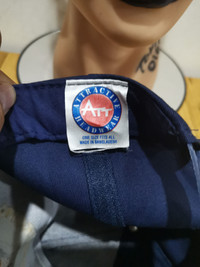 ATTRACTIVE
ATT
HEADWEAR
ONE SIZE FITS ALL
MADE IN BANGLADESH